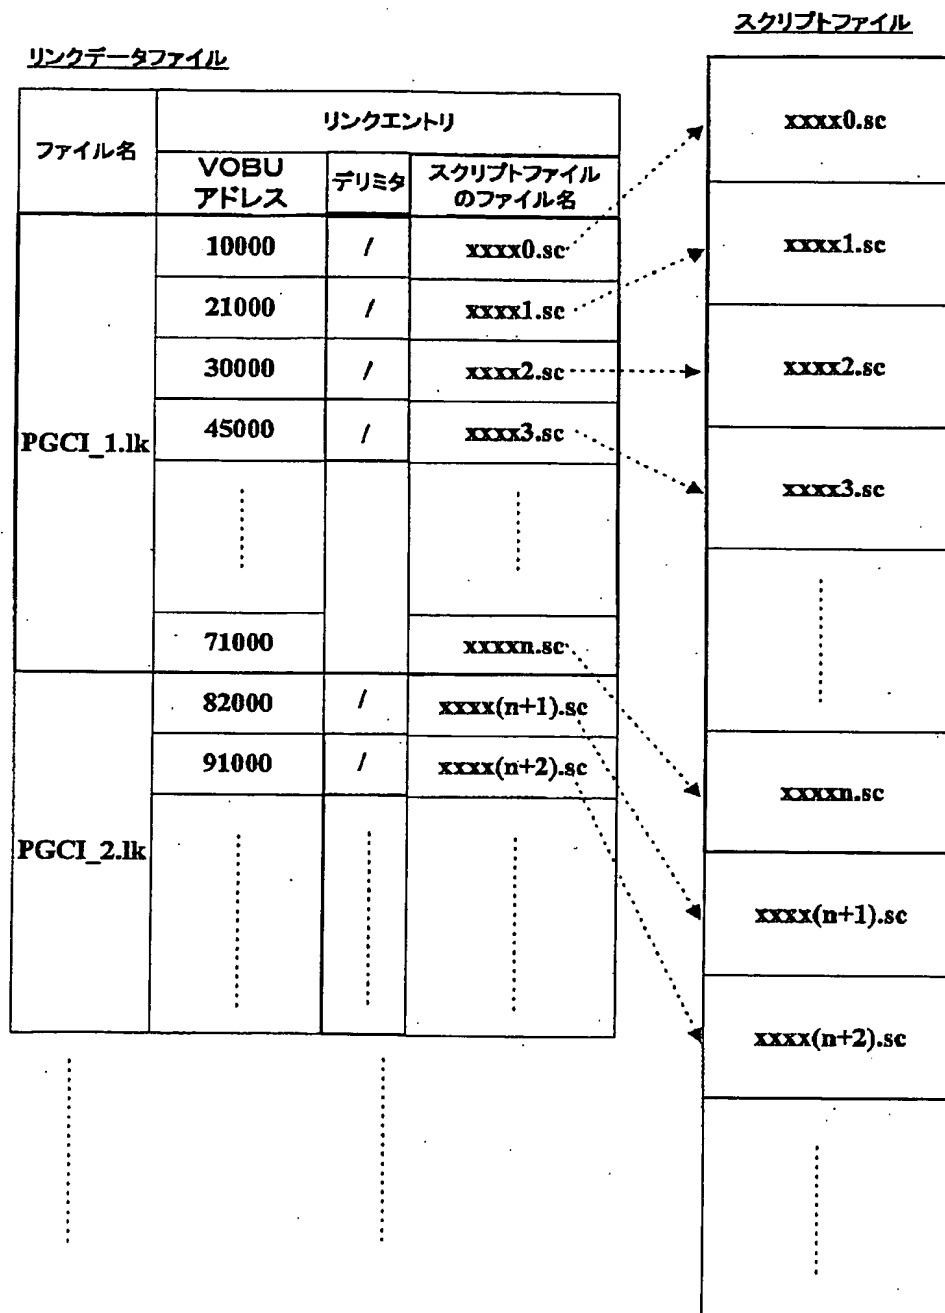 スクリプトファイル
リンクデータファイル
ファイル名
リンクエントリ
VOBU
アドレス
デリミタ
スクリプトファイル
のファイル名
PGCI_1.lk
10000 / xxxx0.sc
21000 / xxxx1.sc
30000 / xxxx2.sc
45000 / xxxx3.sc
71000 xxxxn.sc
PGCI_2.lk
82000 / xxxx(n+1).sc
91000 / xxxx(n+2).sc
xxxx0.sc
xxxx1.sc
xxxx2.sc
xxxx3.sc
xxxxn.sc
xxxx(n+1).sc
xxxx(n+2).sc